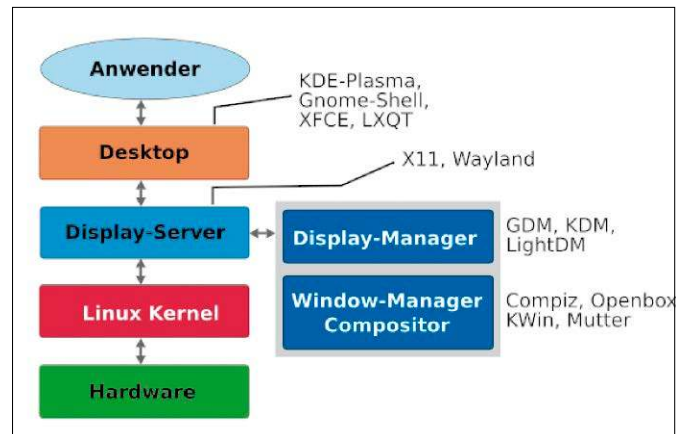 Anwender
KDE-Plasma,
Gnome-Shell,
XFCE, LXQT
Desktop
X11, Wayland
Display-Server
Display-Manager
GDM, KDM,
LightDM
Linux Kernel
Window-Manager
Compositor
Compiz, Openbox
KWin, Mutter
Hardware